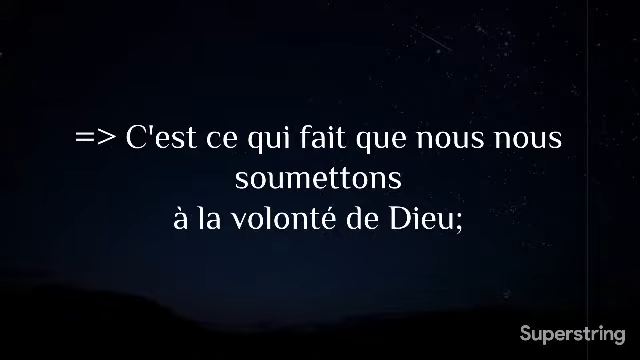 => C'est ce qui fait que nous nous
soumettons
à la volonté de Dieu;
Superstring